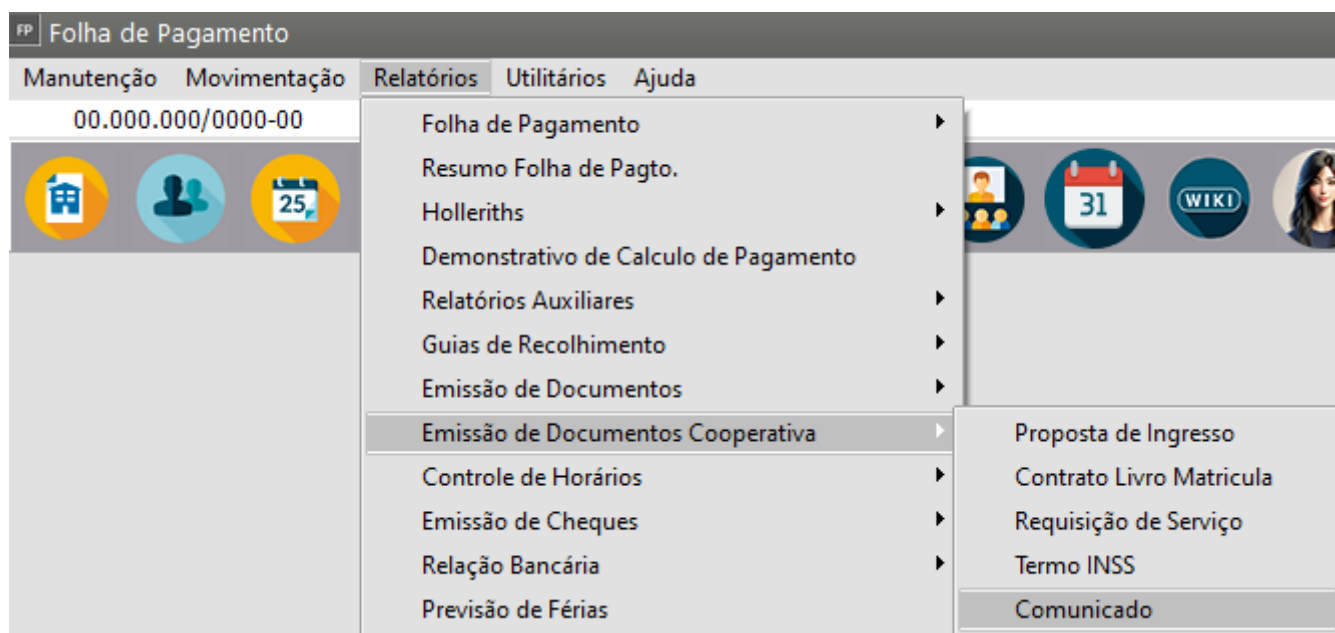 FP Folha de Pagamento
Manutenção Movimentação Relatórios Utilitários Ajuda
00.000.000/0000-00
Folha de Pagamento
Resumo Folha de Pagto.
Holleriths
Demonstrativo de Calculo de Pagamento
Relatórios Auxiliares
Guias de Recolhimento
Emissão de Documentos
Emissão de Documentos Cooperativa
Controle de Horários
Emissão de Cheques
Relação Bancária
Previsão de Férias
25
31
WIKI
Proposta de Ingresso
Contrato Livro Matricula
Requisição de Serviço
Termo INSS
Comunicado